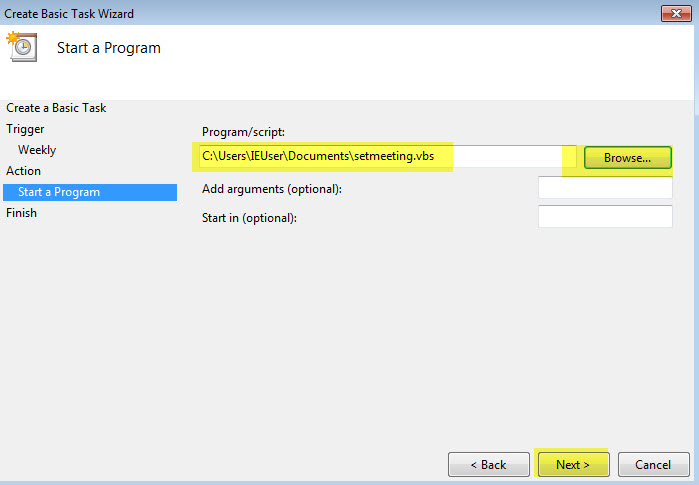 Create Basic Task Wizard
Start a Program
Create a Basic Task
Trigger
Weekly
Action
Start a Program
Finish
Program/script:
C:\Users\IEUser\Documents\setmeeting.vbs
Browse...
Add arguments (optional):
Start in (optional):
< Back
Next >
Cancel